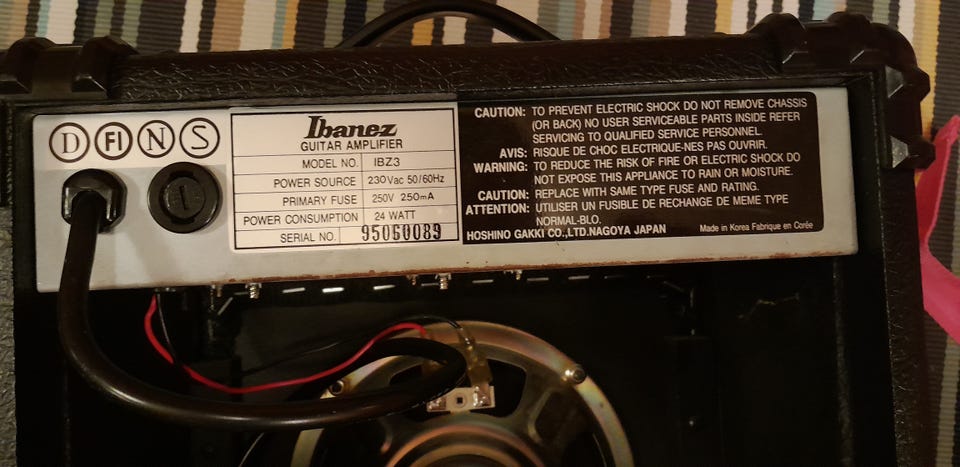 D FI N S
Ibanez
GUITAR AMPLIFIER
MODEL NO. IBZ3
POWER SOURCE 230Vac 50/60Hz
PRIMARY FUSE 250V 250mA
POWER CONSUMPTION 24 WATT
SERIAL NO. 95060089
CAUTION: TO PREVENT ELECTRIC SHOCK DO NOT REMOVE CHASSIS
(OR BACK) NO USER SERVICEABLE PARTS INSIDE REFER
SERVICING TO QUALIFIED SERVICE PERSONNEL.
AVIS: RISQUE DE CHOC ELECTRIQUE-NES PAS OUVRIR.
WARNING: TO REDUCE THE RISK OF FIRE OR ELECTRIC SHOCK DO
NOT EXPOSE THIS APPLIANCE TO RAIN OR MOISTURE.
CAUTION: REPLACE WITH SAME TYPE FUSE AND RATING.
ATTENTION: UTILISER UN FUSIBLE DE RECHANGE DE MEME TYPE
NORMAL-BLO.
HOSHINO GAKKI CO.,LTD.NAGOYA JAPAN Made in Korea Fabrique en Corée